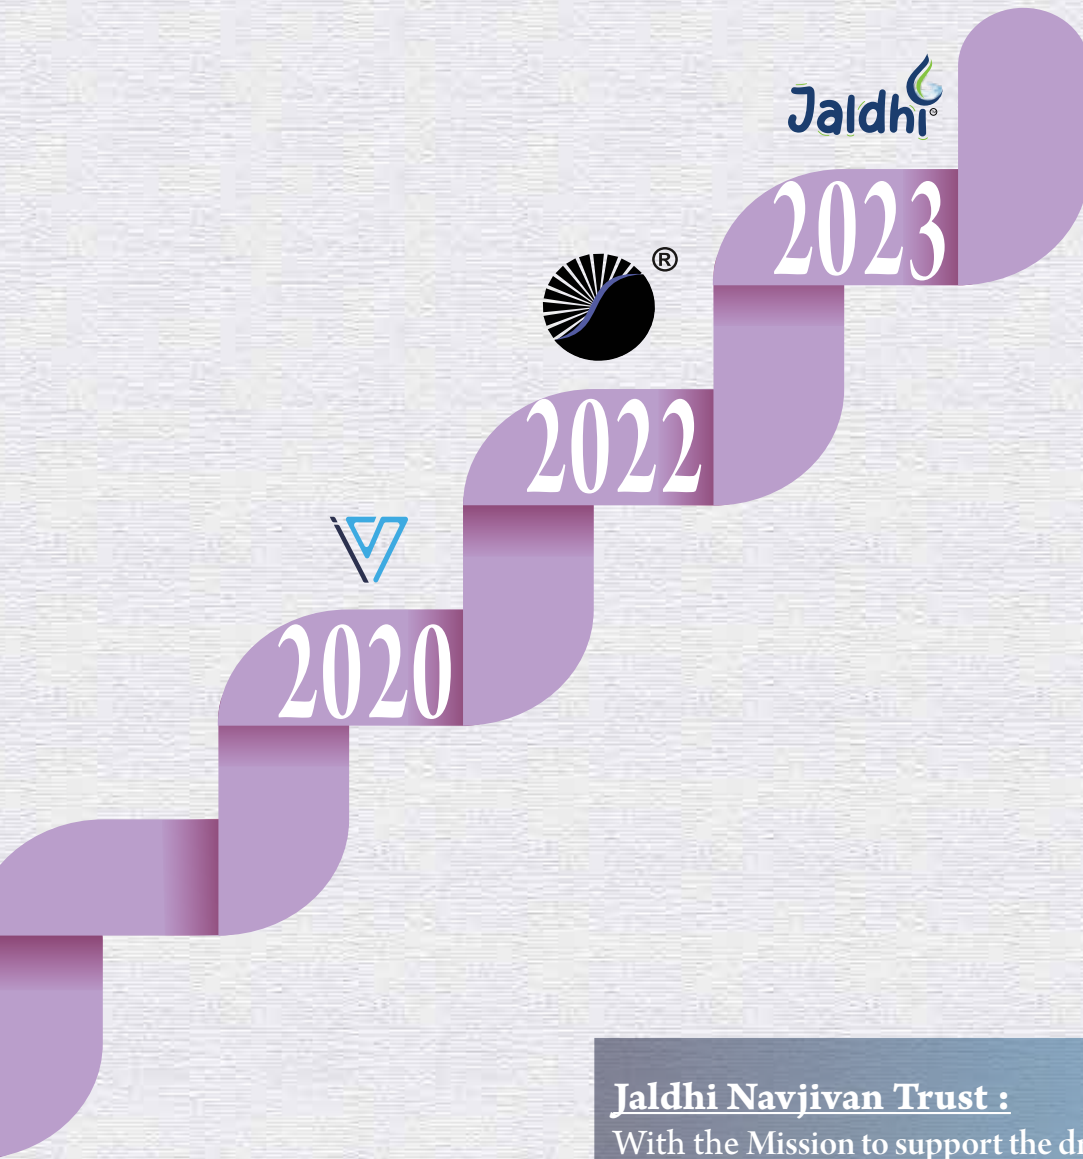 Jaldhi
2023
®
2022
2020
Jaldhi Navjivan Trust :
With the Mission to support the